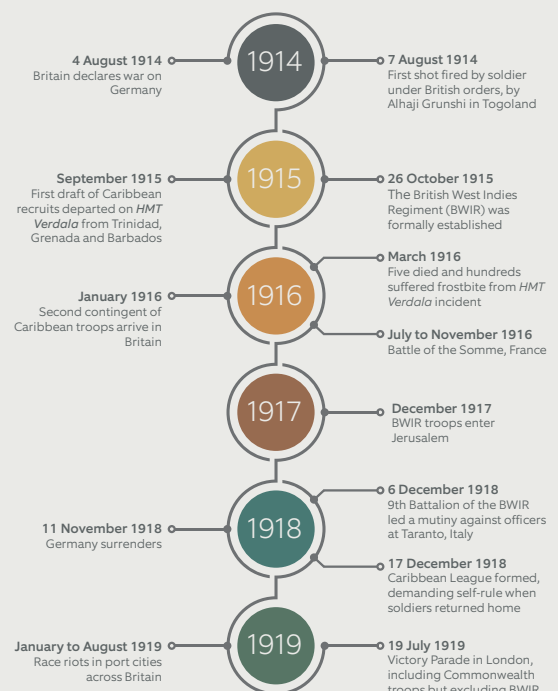 1914
4 August 1914
Britain declares war on
Germany
7 August 1914
First shot fired by soldier
under British orders, by
Alhaji Grunshi in Togoland
1915
September 1915
First draft of Caribbean
recruits departed on HMT
Verdala from Trinidad,
Grenada and Barbados
26 October 1915
The British West Indies
Regiment (BWIR) was
formally established
1916
January 1916
Second contingent of
Caribbean troops arrive in
Britain
March 1916
Five died and hundreds
suffered frostbite from HMT
Verdala incident
July to November 1916
Battle of the Somme, France
1917
December 1917
BWIR troops enter
Jerusalem
1918
11 November 1918
Germany surrenders
6 December 1918
9th Battalion of the BWIR
led a mutiny against officers
at Taranto, Italy
17 December 1918
Caribbean League formed,
demanding self-rule when
soldiers returned home
1919
January to August 1919
Race riots in port cities
across Britain
19 July 1919
Victory Parade in London,
including Commonwealth
troops but excluding BWIR